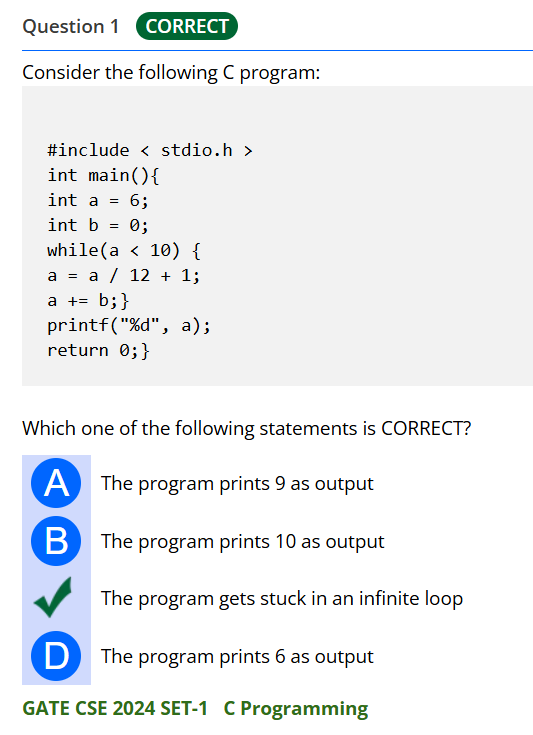 Question 1 CORRECT
Consider the following C program:
#include < stdio.h >
int main(){
int a = 6;
int b = 0;
while(a < 10) {
a = a / 12 + 1;
a += b;}
printf("%d", a);
return 0;}
Which one of the following statements is CORRECT?
A The program prints 9 as output
B The program prints 10 as output
The program gets stuck in an infinite loop
D The program prints 6 as output
GATE CSE 2024 SET-1 C Programming